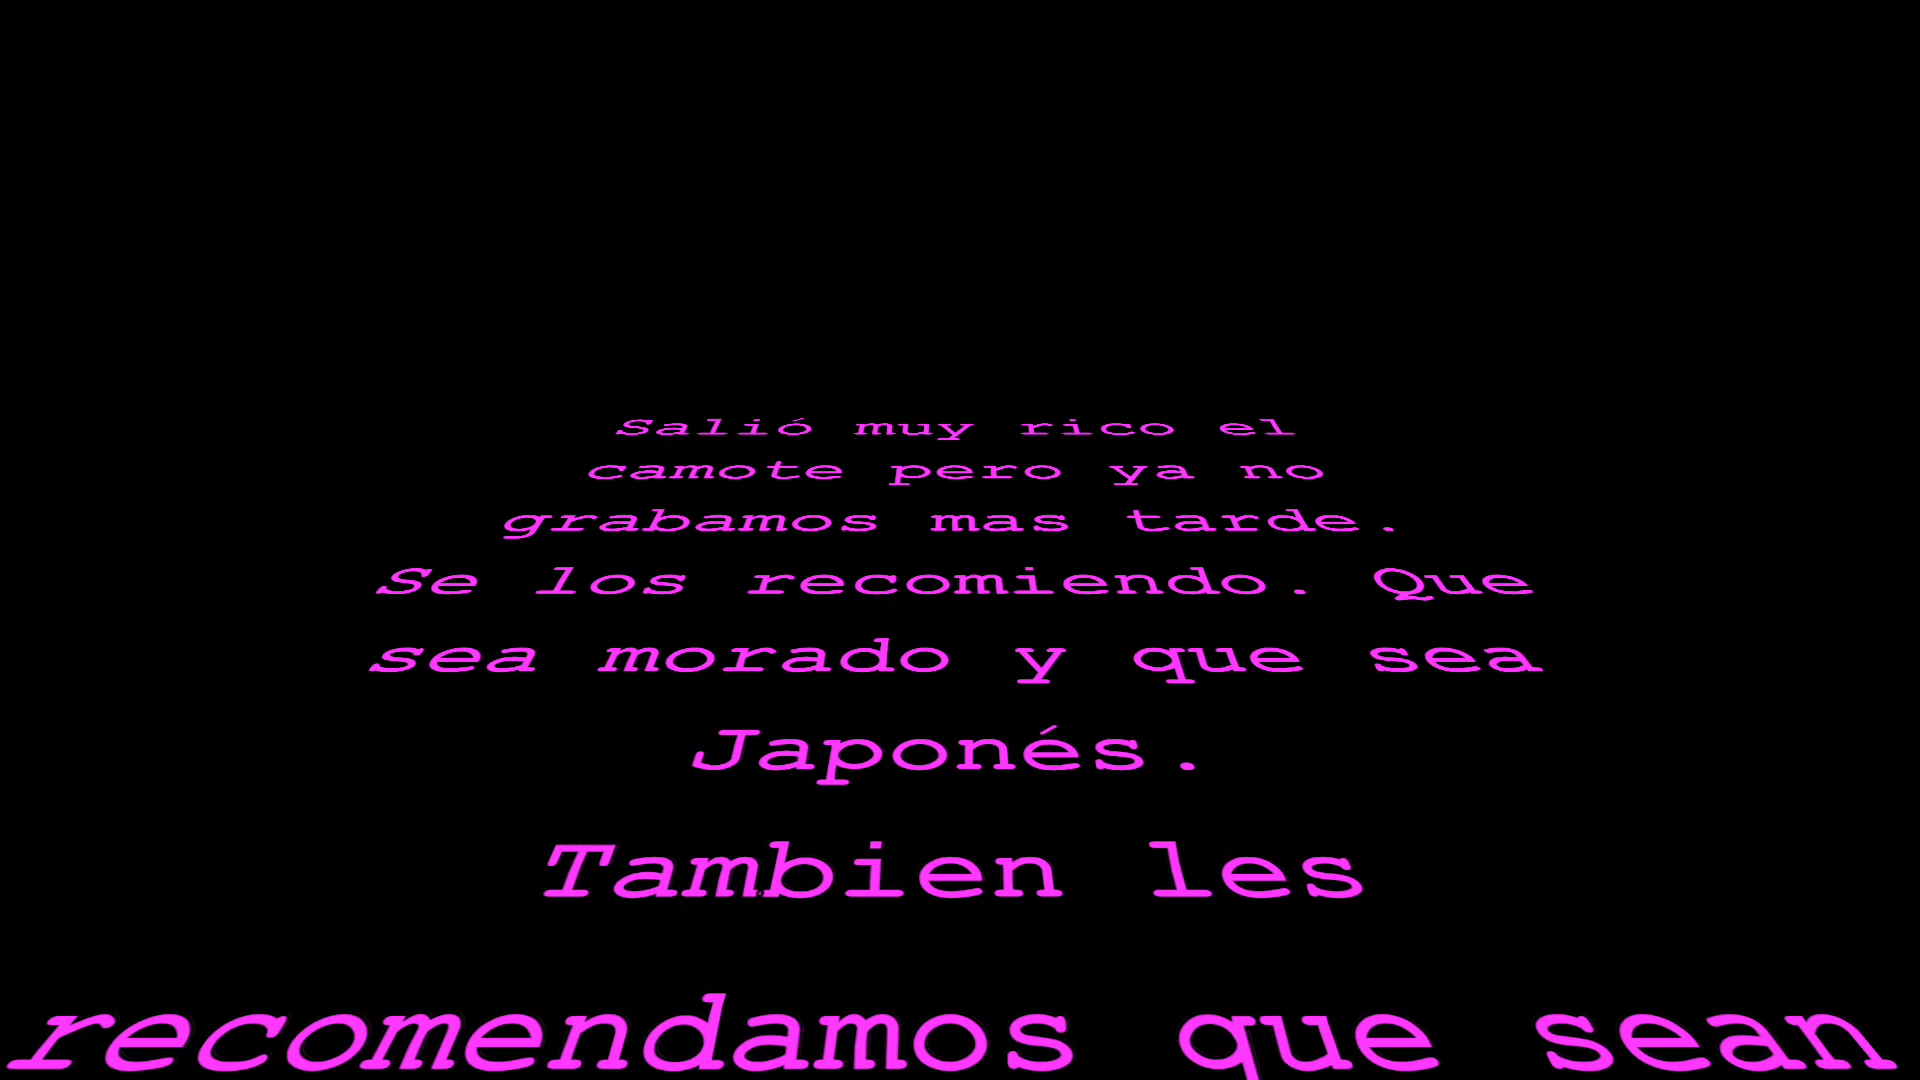 Salió muy rico el
camote pero ya no
grabamos mas tarde.
Se los recomiendo. Que
sea morado y que sea
Japonés.
Tambien les
recomendamos que sean